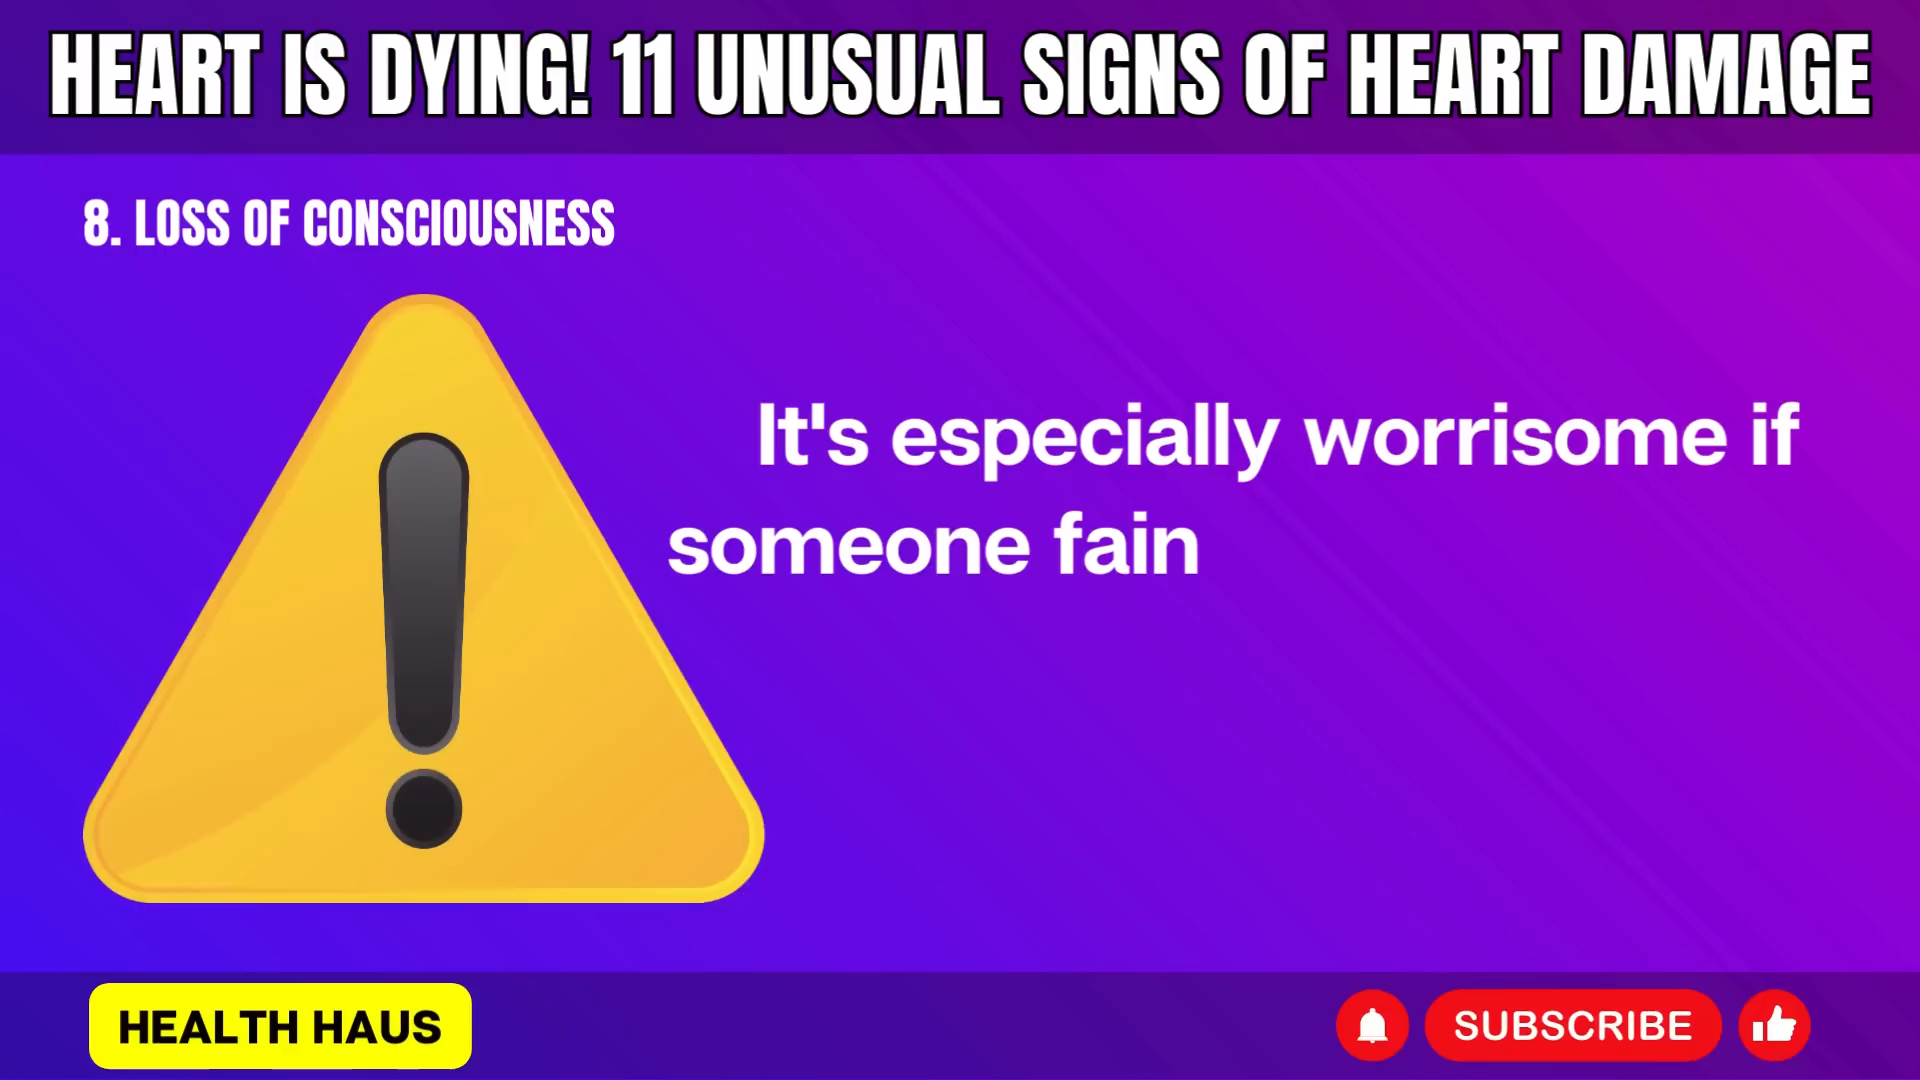 HEART IS DYING! 11 UNUSUAL SIGNS OF HEART DAMAGE
8. LOSS OF CONSCIOUSNESS
It's especially worrisome if
someone fain
HEALTH HAUS
SUBSCRIBE